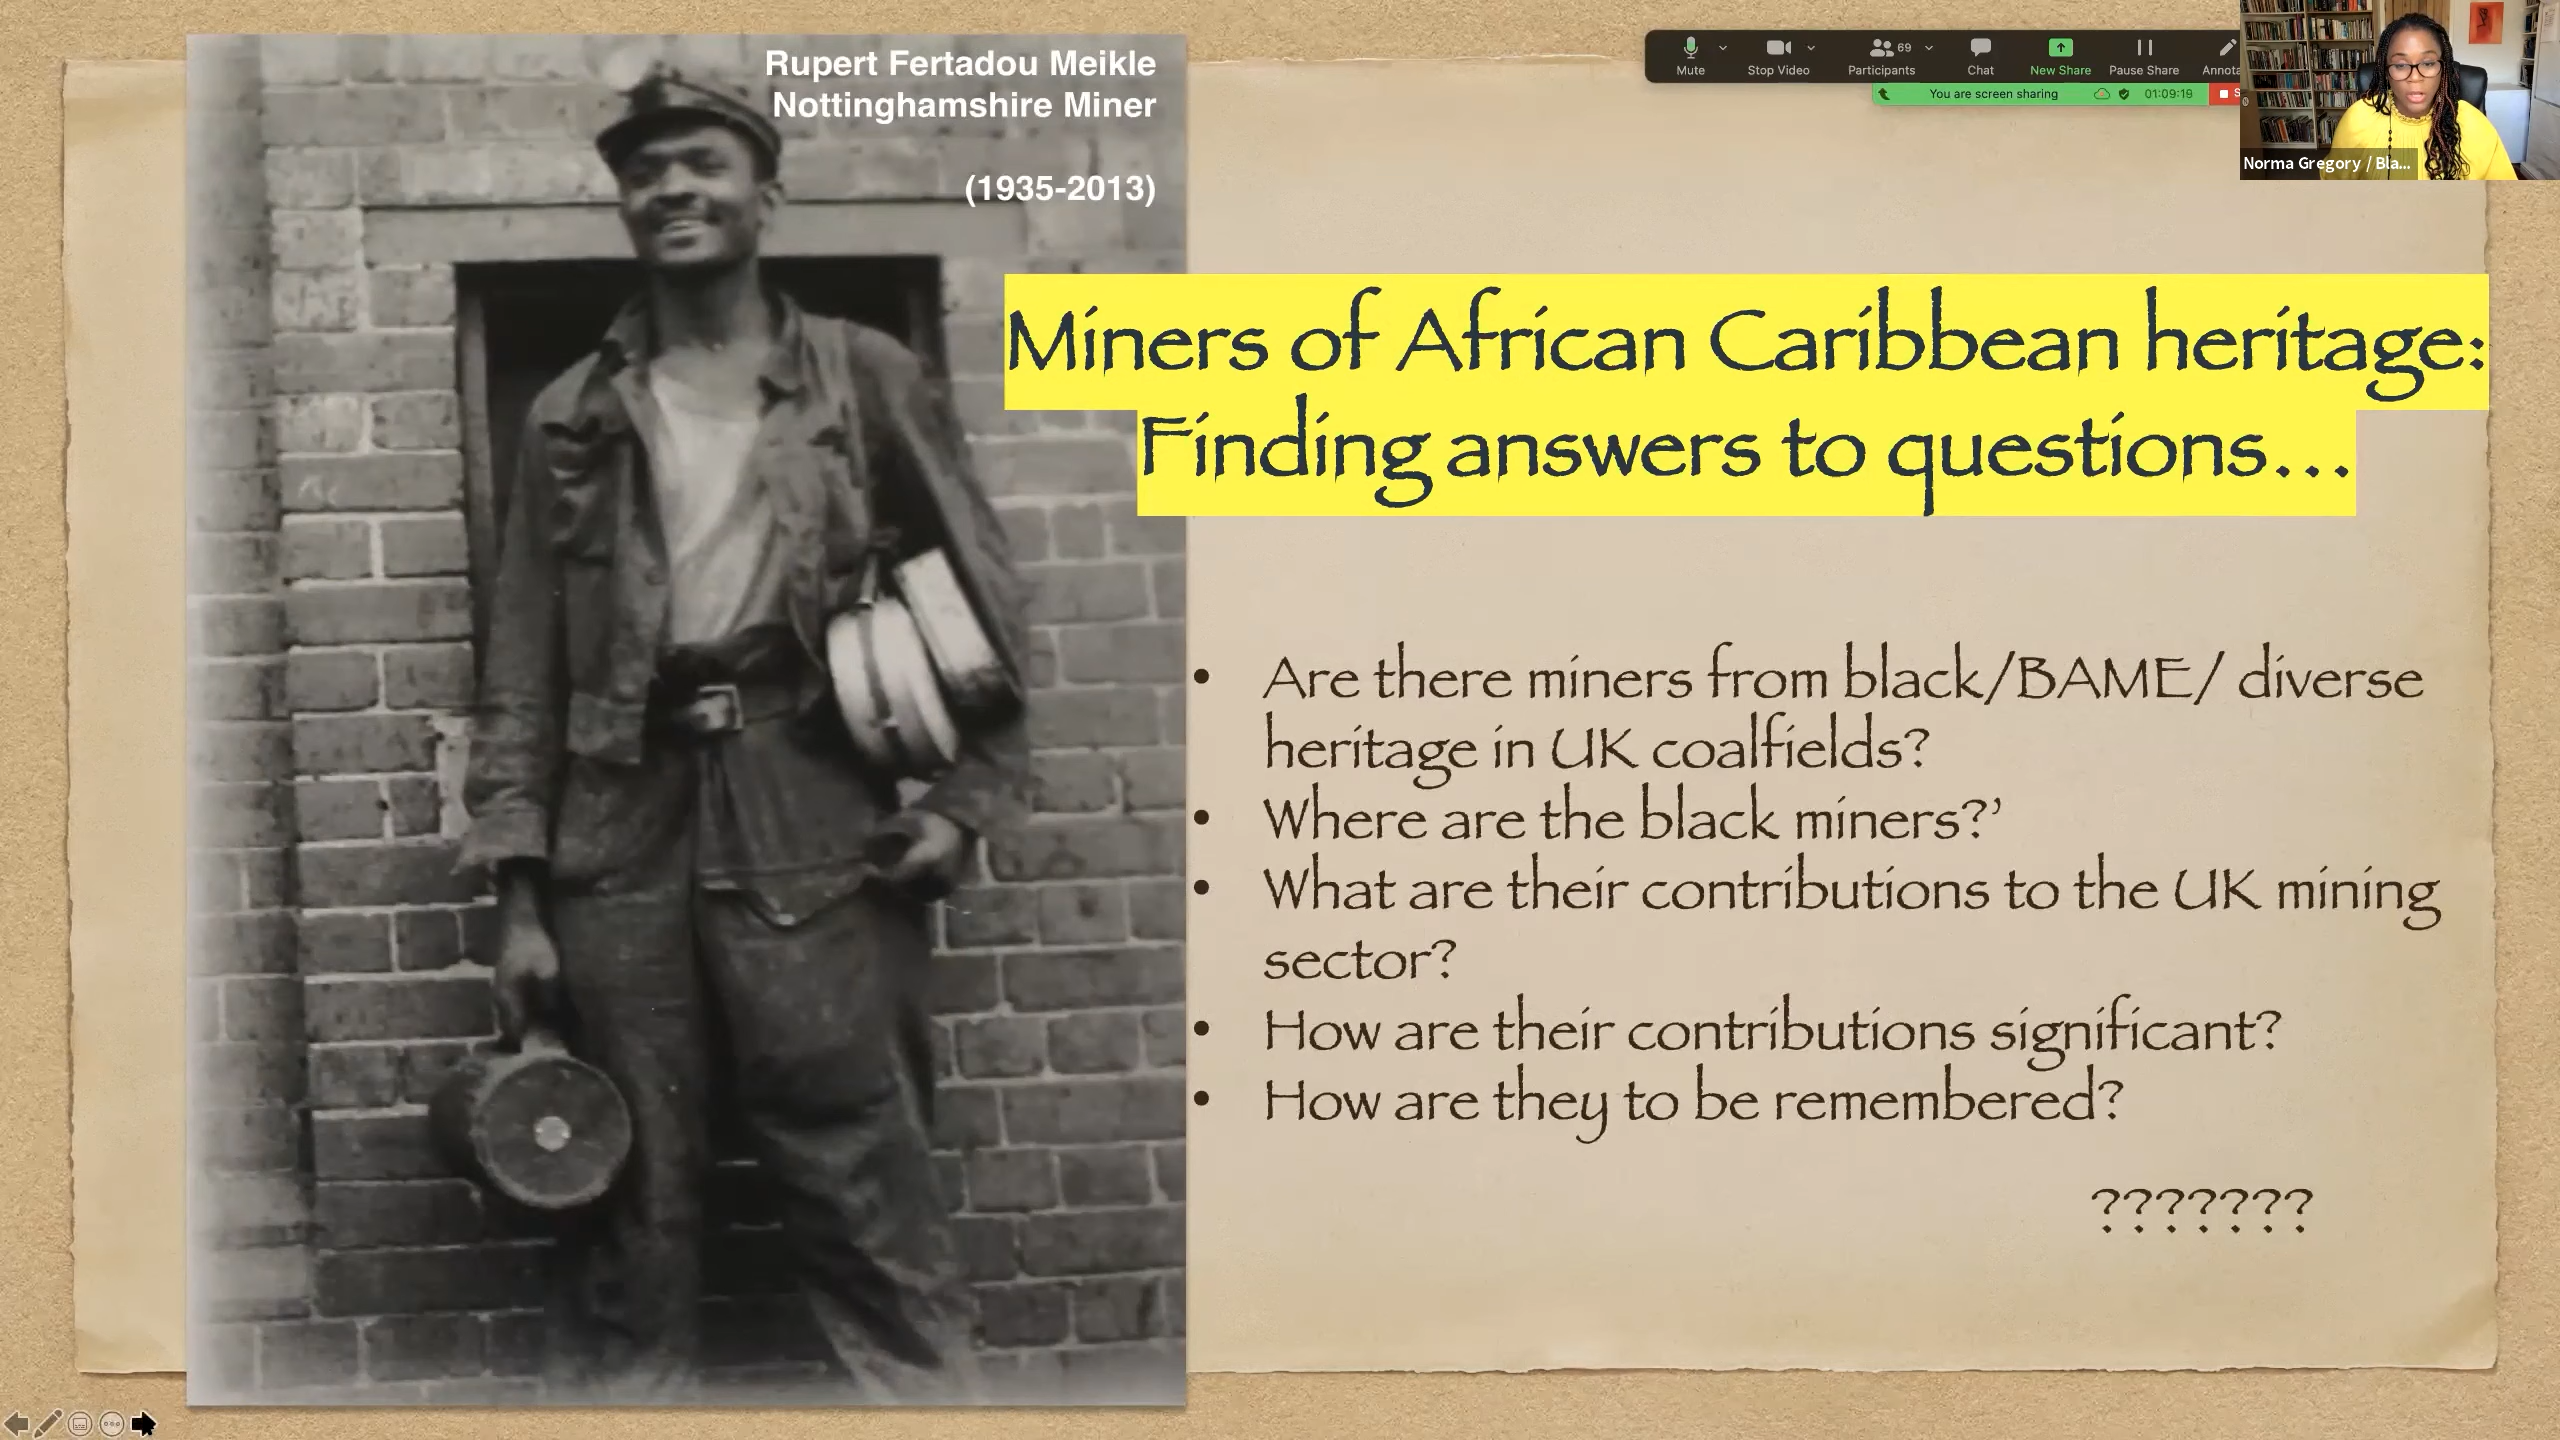 Rupert Fertadou Meikle
Nottinghamshire Miner
(1935-2013)
Mute
Stop Video
69
Participants
Chat
New Share
Pause Share
Annota
You are screen sharing
01:09:19
S
Norma Gregory / Bla...
Miners of African Caribbean heritage:
Finding answers to questions...
• Are there miners from black/BAME/ diverse
heritage in UK coalfields?
• Where are the black miners?’
• What are their contributions to the UK mining
sector?
• How are their contributions significant?
• How are they to be remembered?
???????